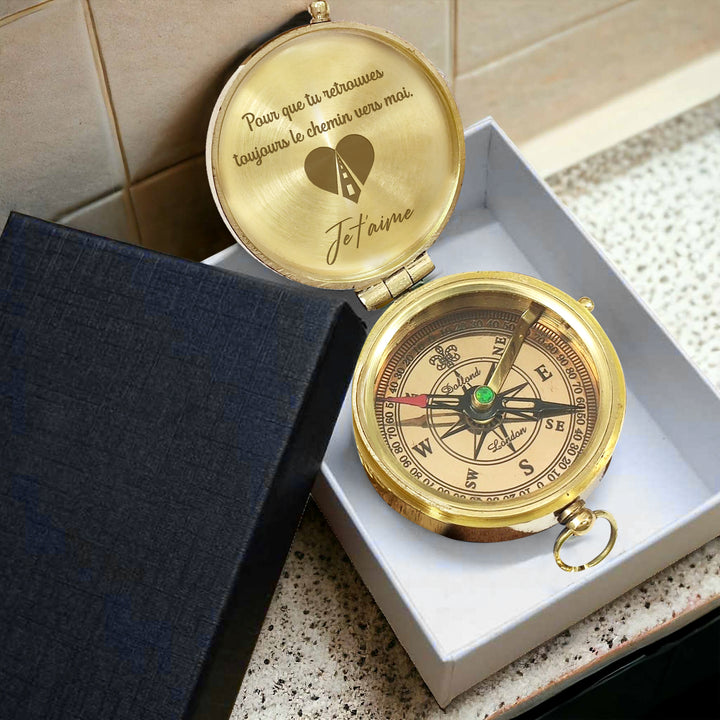 Pour que tu retrouves
toujours le chemin vers moi.
Je t'aime
NE
E
SE
S
SW
W
Dollond
London